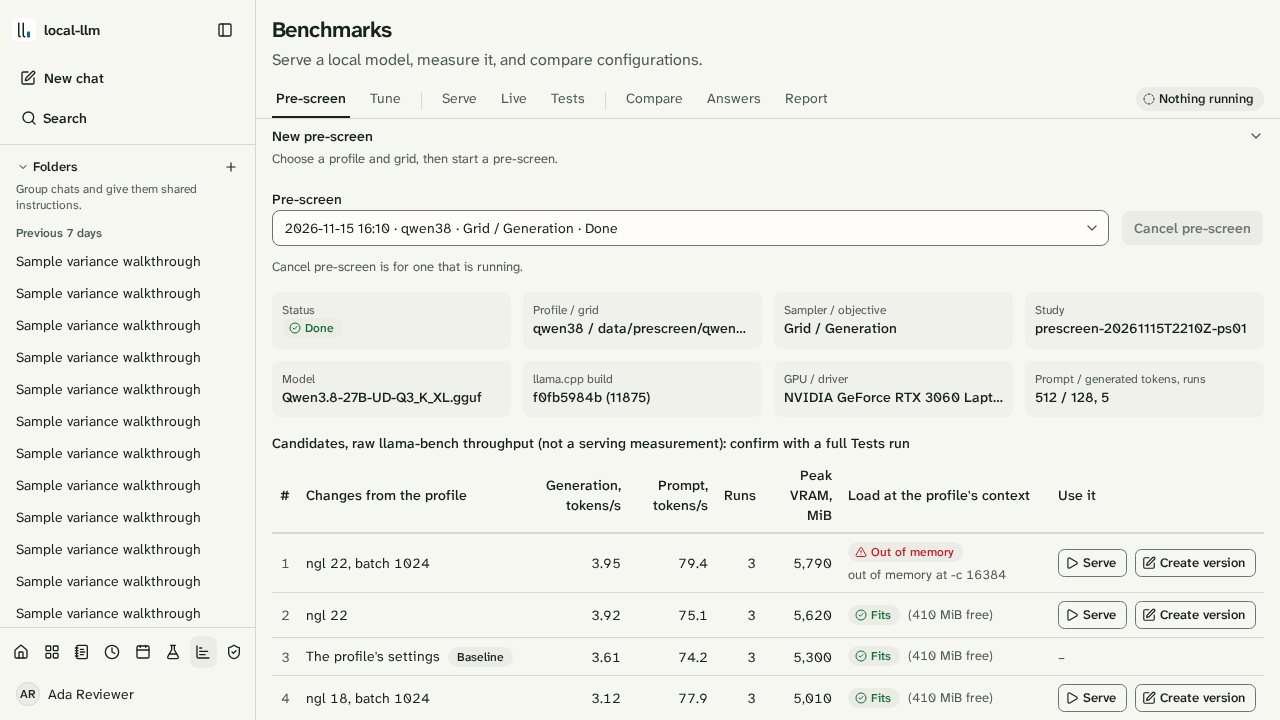 local-llm
New chat
Search
Folders
Group chats and give them shared
instructions.
Previous 7 days
Sample variance walkthrough
Sample variance walkthrough
Sample variance walkthrough
Sample variance walkthrough
Sample variance walkthrough
Sample variance walkthrough
Sample variance walkthrough
Sample variance walkthrough
Sample variance walkthrough
Sample variance walkthrough
Sample variance walkthrough
Sample variance walkthrough
AR Ada Reviewer
Benchmarks
Serve a local model, measure it, and compare configurations.
Pre-screen Tune Serve Live Tests Compare Answers Report Nothing running
New pre-screen
Choose a profile and grid, then start a pre-screen.
Pre-screen
2026-11-15 16:10 · qwen38 · Grid / Generation · Done Cancel pre-screen
Cancel pre-screen is for one that is running.
Status Profile / grid Sampler / objective Study
Done qwen38 / data/prescreen/qwen... Grid / Generation prescreen-20261115T2210Z-ps01
Model llama.cpp build GPU / driver Prompt / generated tokens, runs
Qwen3.8-27B-UD-Q3_K_XL.gguf f0fb5984b (11875) NVIDIA GeForce RTX 3060 Lapt... 512 / 128, 5
Candidates, raw llama-bench throughput (not a serving measurement): confirm with a full Tests run
# Changes from the profile Generation, tokens/s Prompt, tokens/s Runs Peak VRAM, MiB Load at the profile's context Use it
1 ngl 22, batch 1024 3.95 79.4 3 5,790 Out of memory Serve Create version
out of memory at -c 16384
2 ngl 22 3.92 75.1 3 5,620 Fits (410 MiB free) Serve Create version
3 The profile's settings Baseline 3.61 74.2 3 5,300 Fits (410 MiB free) –
4 ngl 18, batch 1024 3.12 77.9 3 5,010 Fits (410 MiB free) Serve Create version